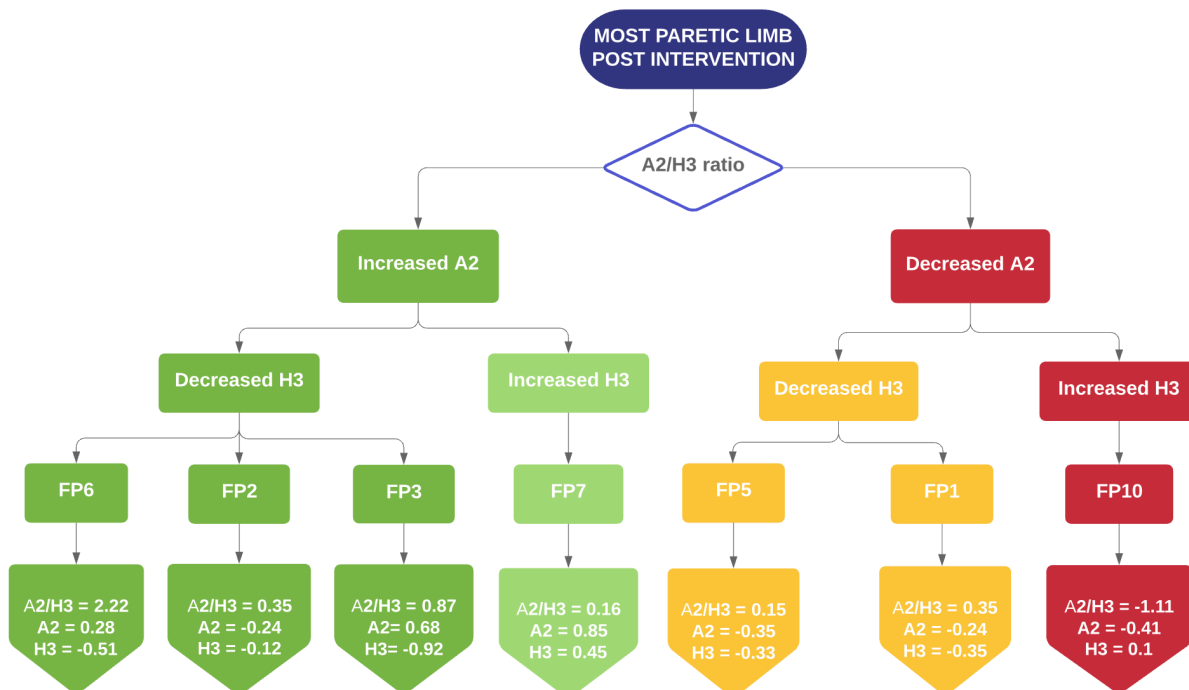 MOST PARETIC LIMB
POST INTERVENTION
A2/H3 ratio
Increased A2
Decreased A2
Decreased H3
Increased H3
Decreased H3
Increased H3
FP6
FP2
FP3
FP7
FP5
FP1
FP10
A2/H3 = 2.22
A2 = 0.28
H3 = -0.51
A2/H3 = 0.35
A2 = -0.24
H3 = -0.12
A2/H3 = 0.87
A2= 0.68
H3= -0.92
A2/H3 = 0.16
A2 = 0.85
H3 = 0.45
A2/H3 = 0.15
A2 = -0.35
H3 = -0.33
A2/H3 = 0.35
A2 = -0.24
H3 = -0.35
A2/H3 = -1.11
A2 = -0.41
H3 = 0.1